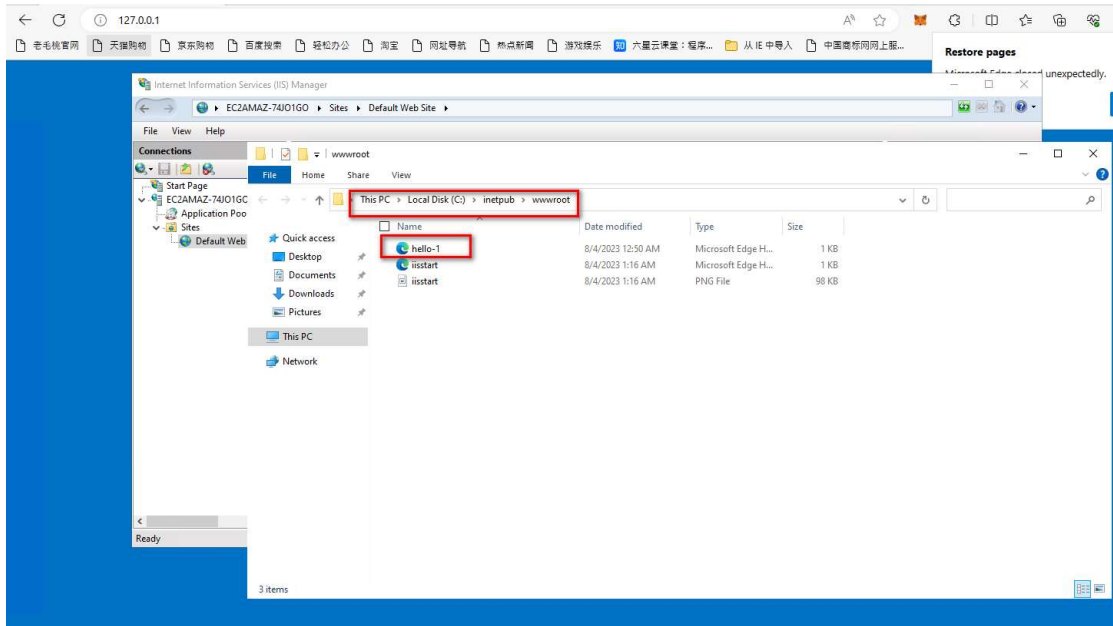 127.0.0.1
老毛桃官网 天猫购物 京东购物 百度搜索 轻松办公 淘宝 网址导航 热点新闻 游戏娱乐 知 六星云课堂：程序... 从 IE 中导入 中国商标网网上服...
Restore pages
Microsoft Edge closed unexpectedly.
Internet Information Services (IIS) Manager
EC2AMAZ-74JO1GO Sites Default Web Site
File View Help
Connections
Start Page
EC2AMAZ-74JO1GC
Application Poo
Sites
Default Web
Ready
wwwroot
File Home Share View
This PC > Local Disk (C:) > inetpub > wwwroot
Name Date modified Type Size
Quick access
Desktop
Documents
Downloads
Pictures
This PC
Network
hello-1 8/4/2023 12:50 AM Microsoft Edge H... 1 KB
iisstart 8/4/2023 1:16 AM Microsoft Edge H... 1 KB
iisstart 8/4/2023 1:16 AM PNG File 98 KB
3 items